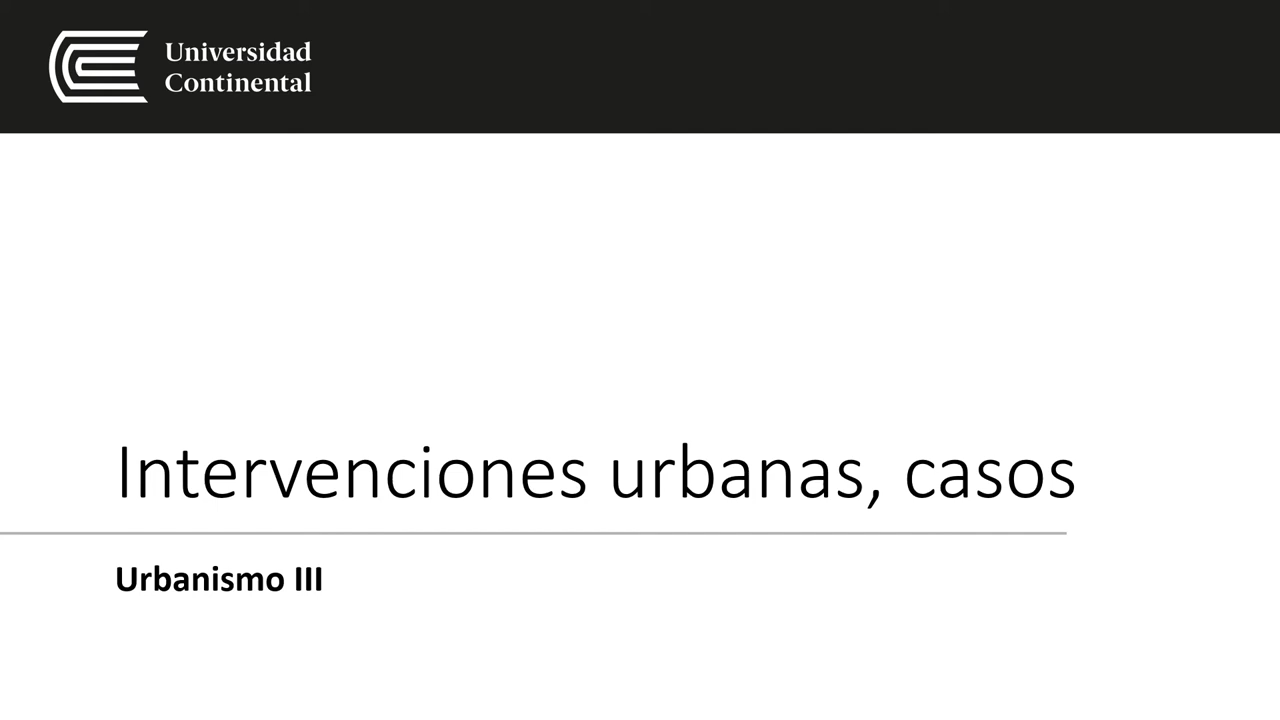 Universidad
Continental
Intervenciones urbanas, casos
Urbanismo III